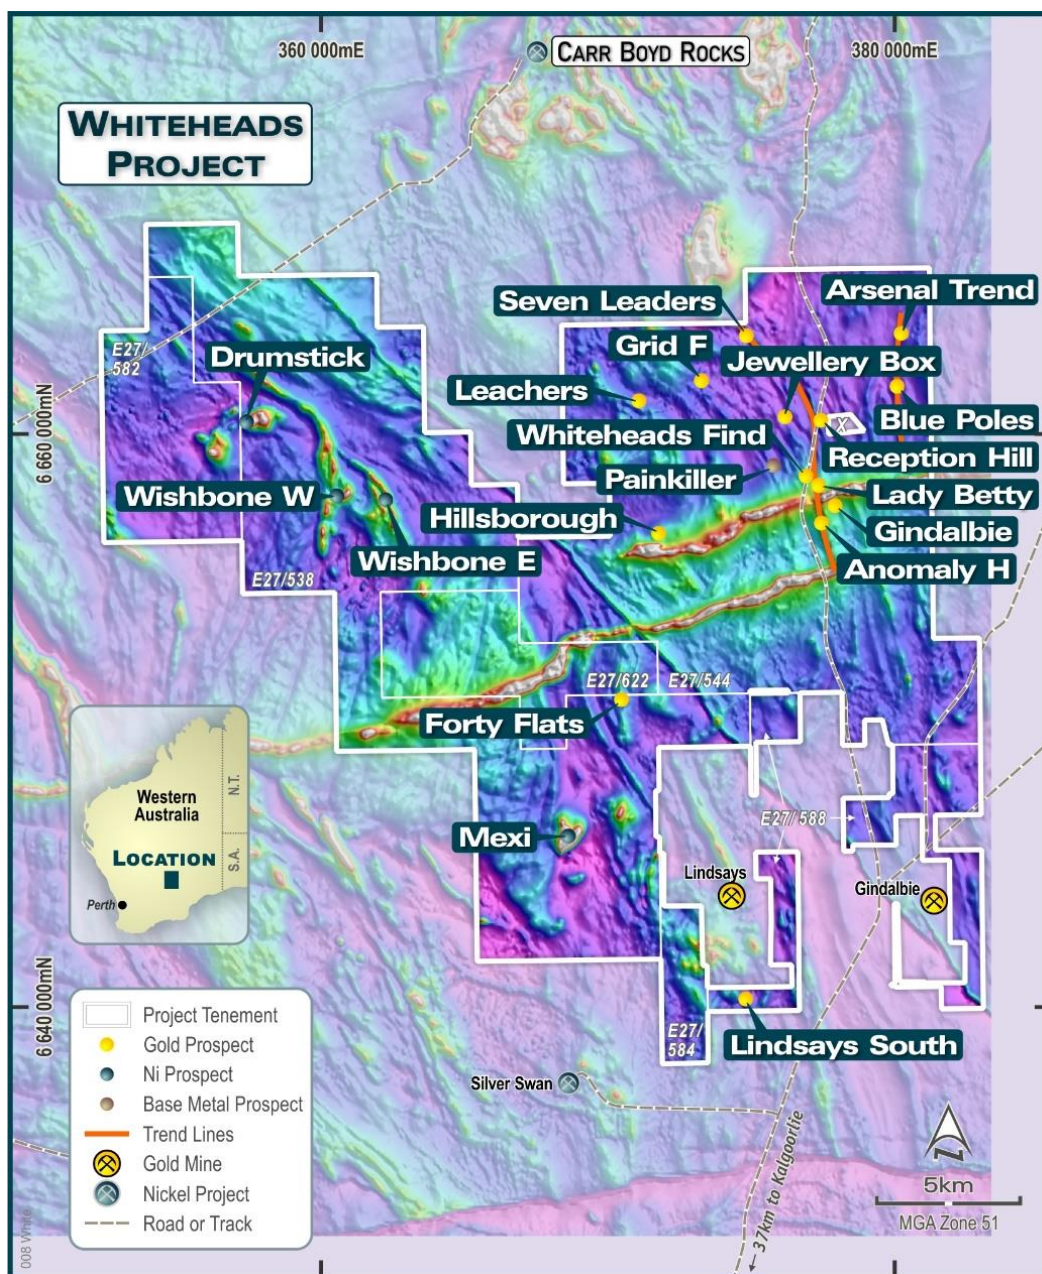 360 000mE
380 000mE
CARR BOYD ROCKS
WHITEHEADS
PROJECT
Seven Leaders
Arsenal Trend
Grid F
Jewellery Box
E27/
582
Drumstick
Leachers
Blue Poles
X
6 660 000mN
Whiteheads Find
Reception Hill
Painkiller
Wishbone W
Lady Betty
Hillsborough
Gindalbie
Wishbone E
Anomaly H
E27/538
E27/622
E27/544
Forty Flats
Western
Australia
N.T.
S.A.
LOCATION
Perth
E27/588
Mexi
Lindsays
Gindalbie
6 640 000mN
E27/
584
Lindsays South
Silver Swan
Project Tenement
Gold Prospect
Ni Prospect
Base Metal Prospect
Trend Lines
Gold Mine
Nickel Project
Road or Track
37km to Kalgoorlie
5km
MGA Zone 51